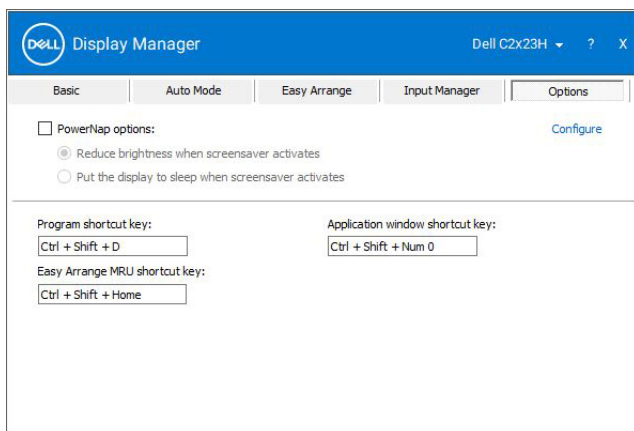 DELL Display Manager
Dell C2x23H ? X
Basic Auto Mode Easy Arrange Input Manager Options
PowerNap options: Configure
Reduce brightness when screensaver activates
Put the display to sleep when screensaver activates
Program shortcut key: Application window shortcut key:
Ctrl + Shift + D Ctrl + Shift + Num 0
Easy Arrange MRU shortcut key:
Ctrl + Shift + Home